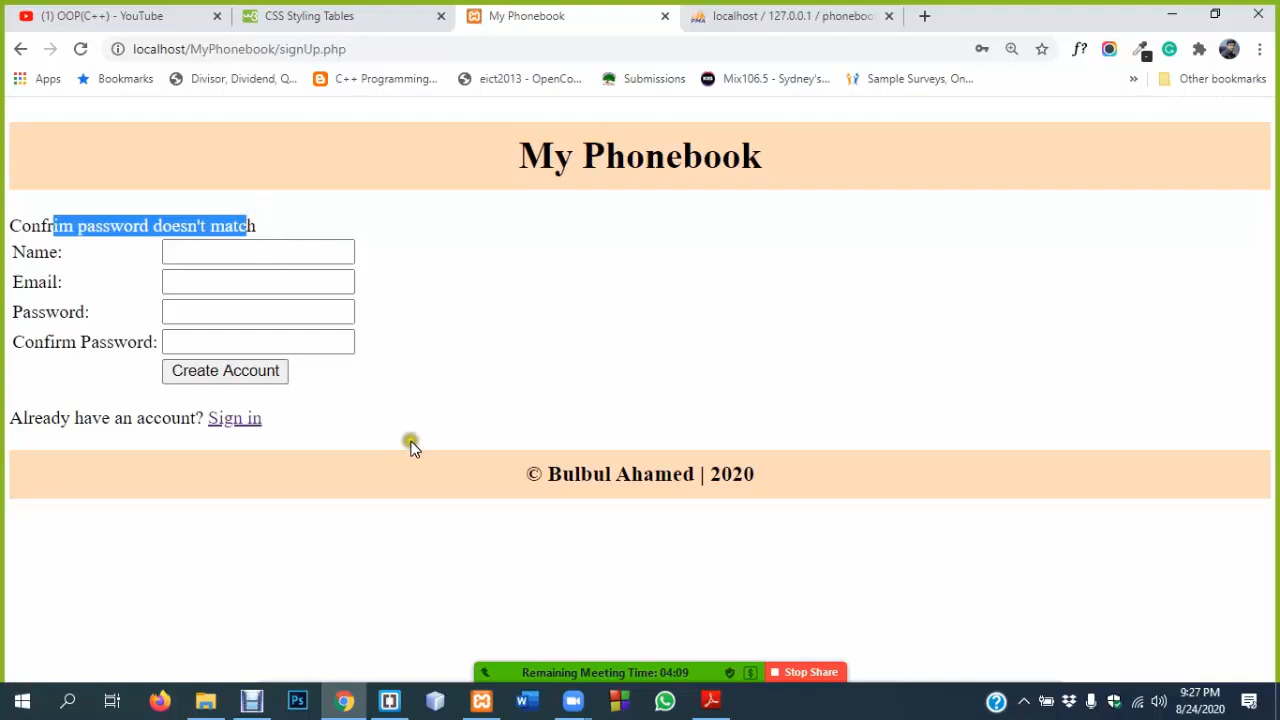 (1) OOP(C++) - YouTube
CSS Styling Tables
My Phonebook
localhost / 127.0.0.1 / phoneboo
localhost/MyPhonebook/signUp.php
f?
Apps
Bookmarks
Divisor, Dividend, Q...
C++ Programming...
eict2013 - OpenCo...
Submissions
Mix106.5 - Sydney's...
Sample Surveys, On...
»
Other bookmarks
My Phonebook
Confrim password doesn't match
Name:
Email:
Password:
Confirm Password:
Create Account
Already have an account? Sign in
© Bulbul Ahamed | 2020
Remaining Meeting Time: 04:09
Stop Share
9:27 PM
8/24/2020